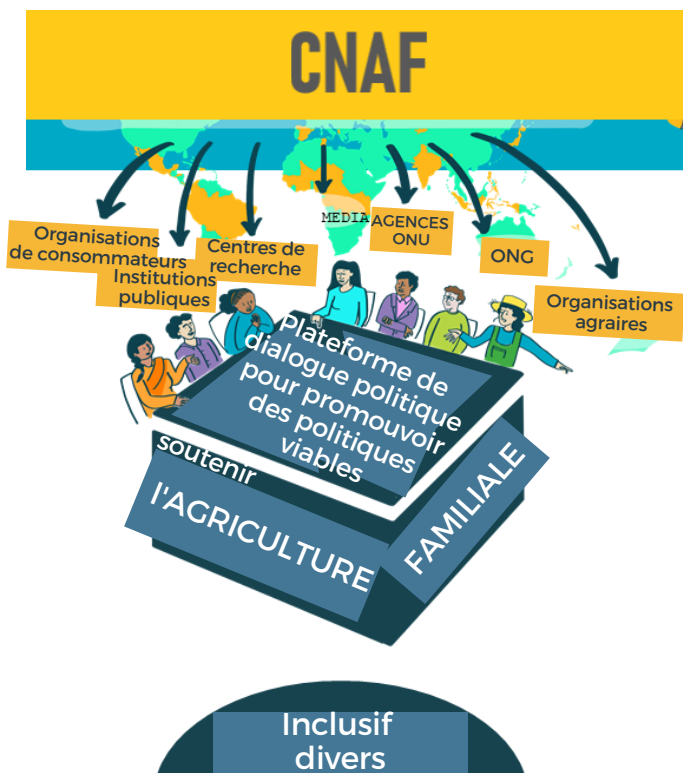 CNAF
Organisations
de consommateurs
Institutions
publiques
Centres de
recherche
MEDIA
AGENCES
ONU
ONG
Organisations
agraires
Plateforme de
dialogue politique
pour promouvoir
des politiques
viables
soutenir
l'AGRICULTURE
FAMILIALE
Inclusif
divers